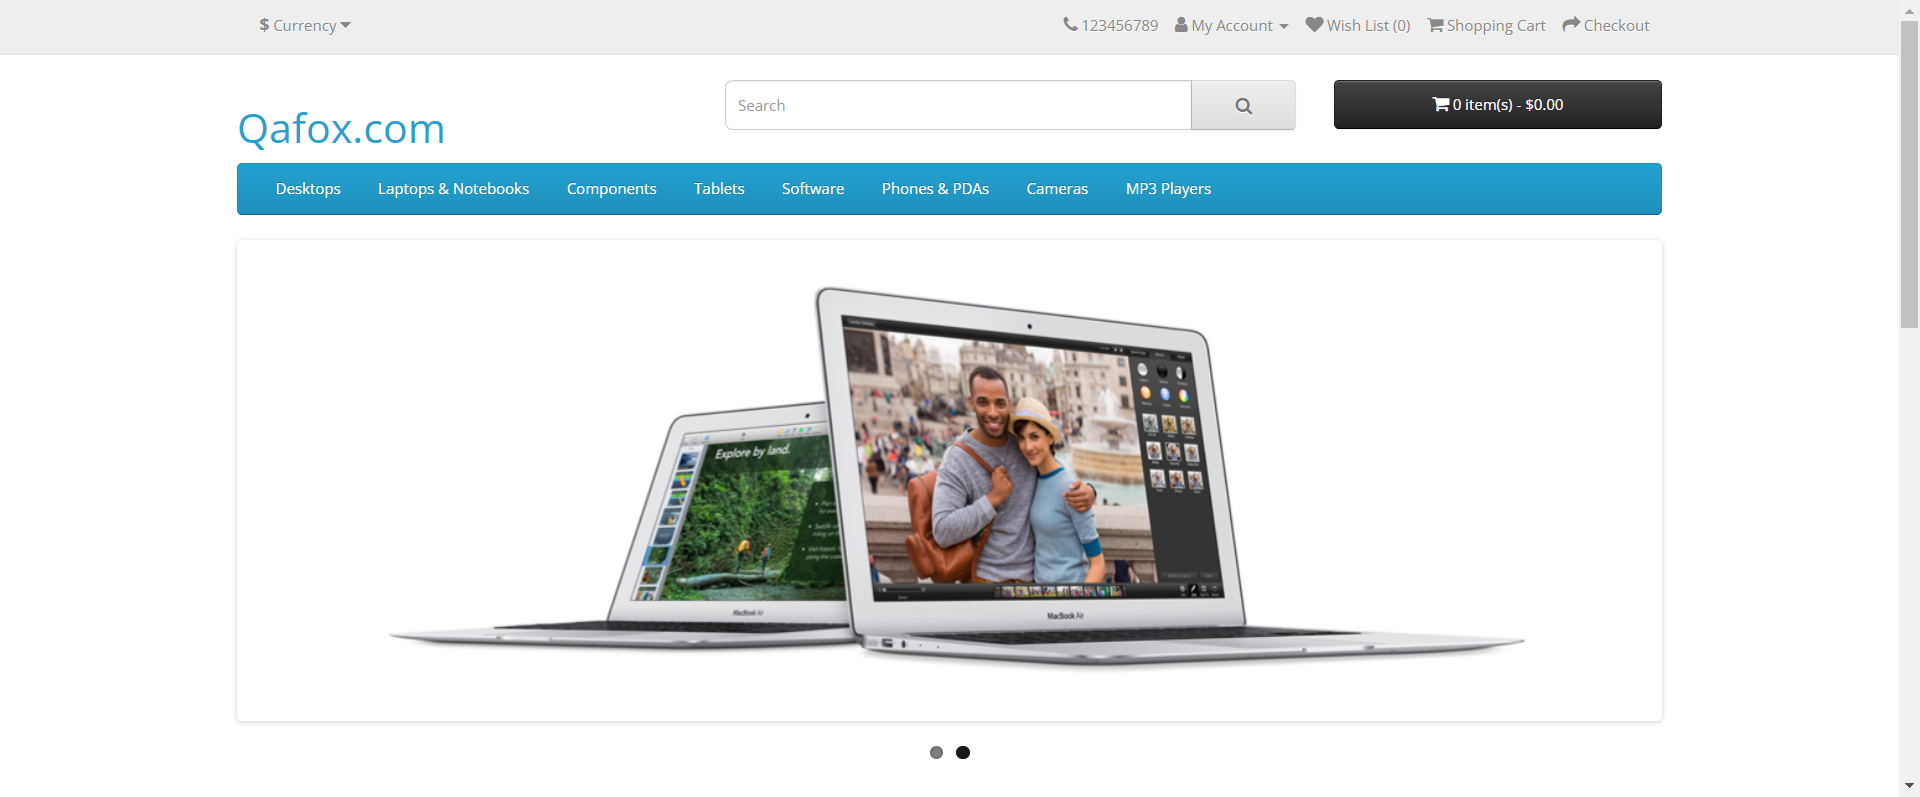 $ Currency
123456789 My Account Wish List (0) Shopping Cart Checkout
Qafox.com
Search
0 item(s) - $0.00
Desktops Laptops & Notebooks Components Tablets Software Phones & PDAs Cameras MP3 Players
Explore by land.
MacBook Air
MacBook Air